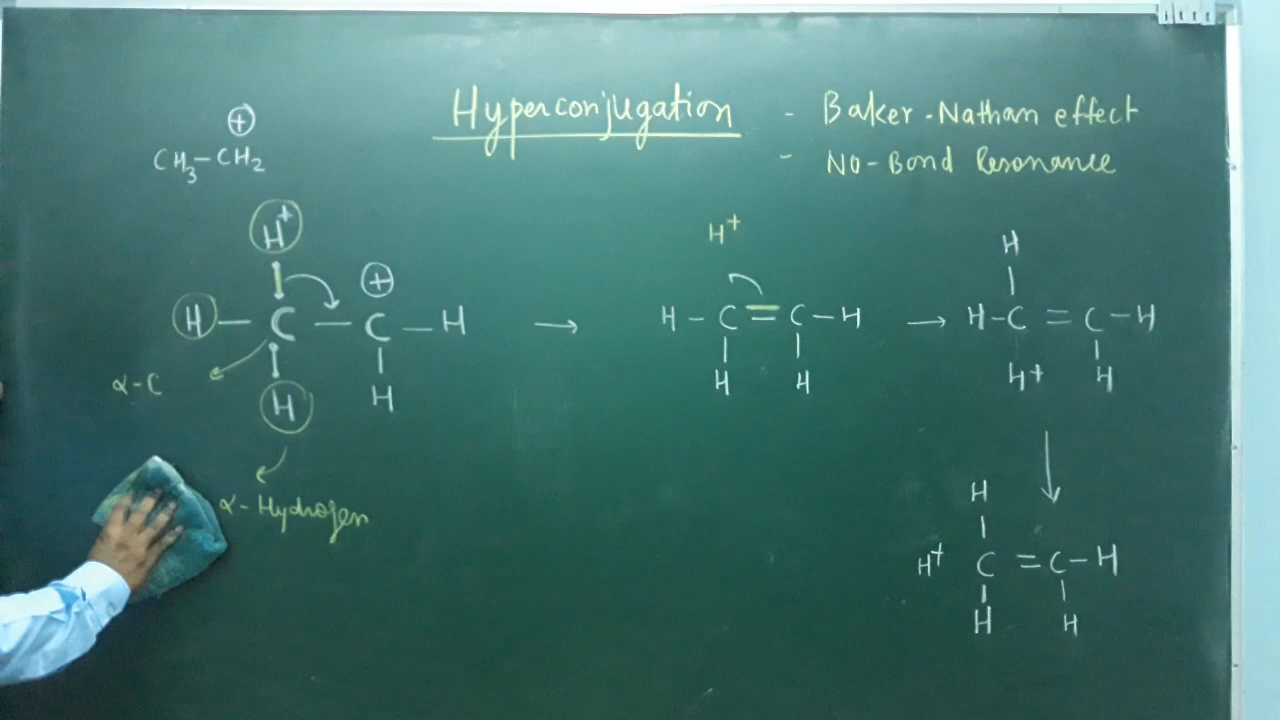 Hyperconjugation - Baker-Nathan effect
- No-Bond Resonance
⊕
CH₃-CH₂
H⁺ ⊕
H-C-C-H
H H
α-C
α-Hydrogen
→
H⁺
H-C=C-H
H H
→
H
H-C=C-H
H⁺ H
↓
H
H⁺ C=C-H
H H